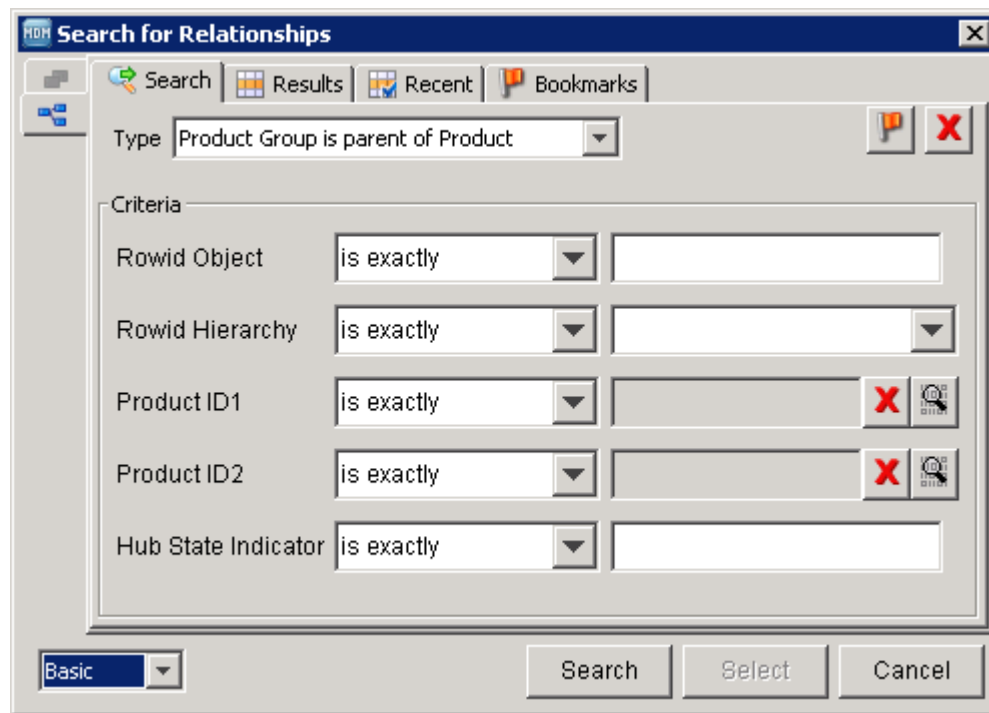 MDM Search for Relationships
Search Results Recent Bookmarks
Type Product Group is parent of Product
Criteria
Rowid Object is exactly
Rowid Hierarchy is exactly
Product ID1 is exactly
Product ID2 is exactly
Hub State Indicator is exactly
Basic Search Select Cancel